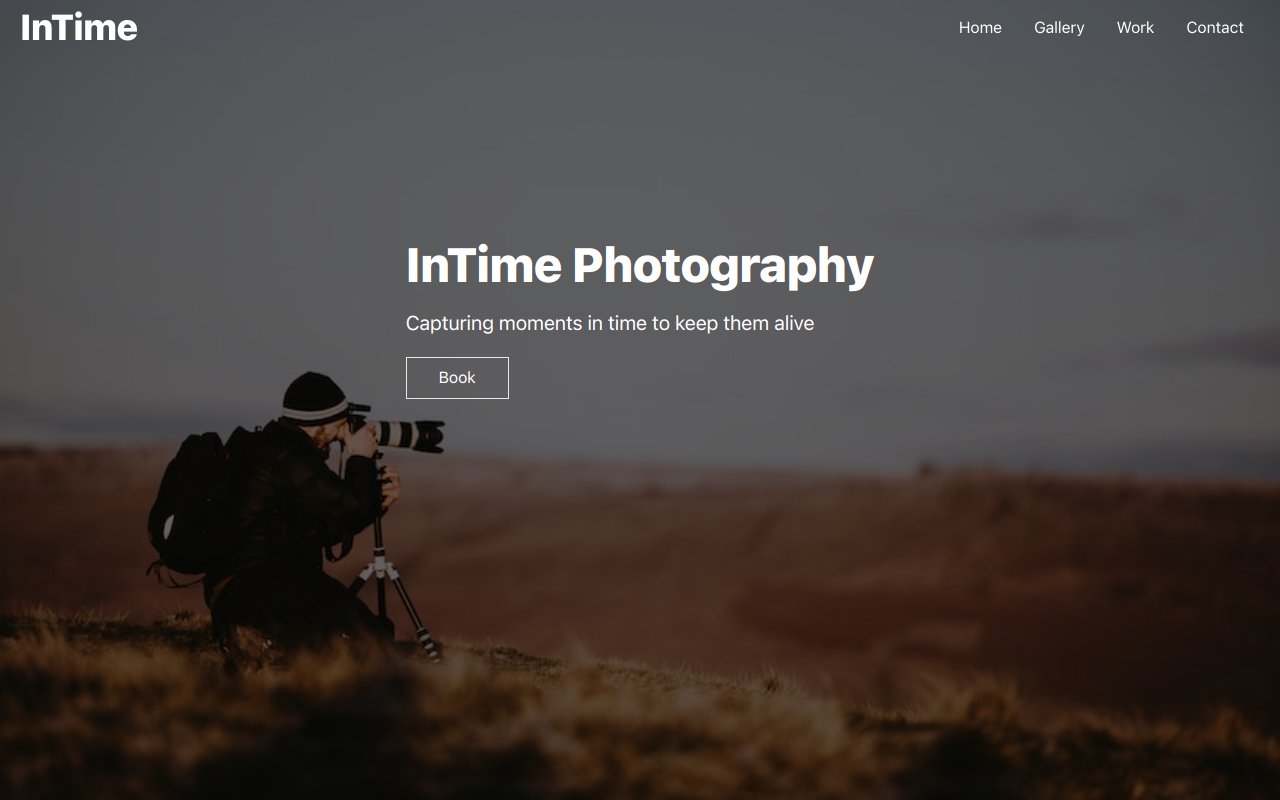 InTime
Home Gallery Work Contact
InTime Photography
Capturing moments in time to keep them alive
Book